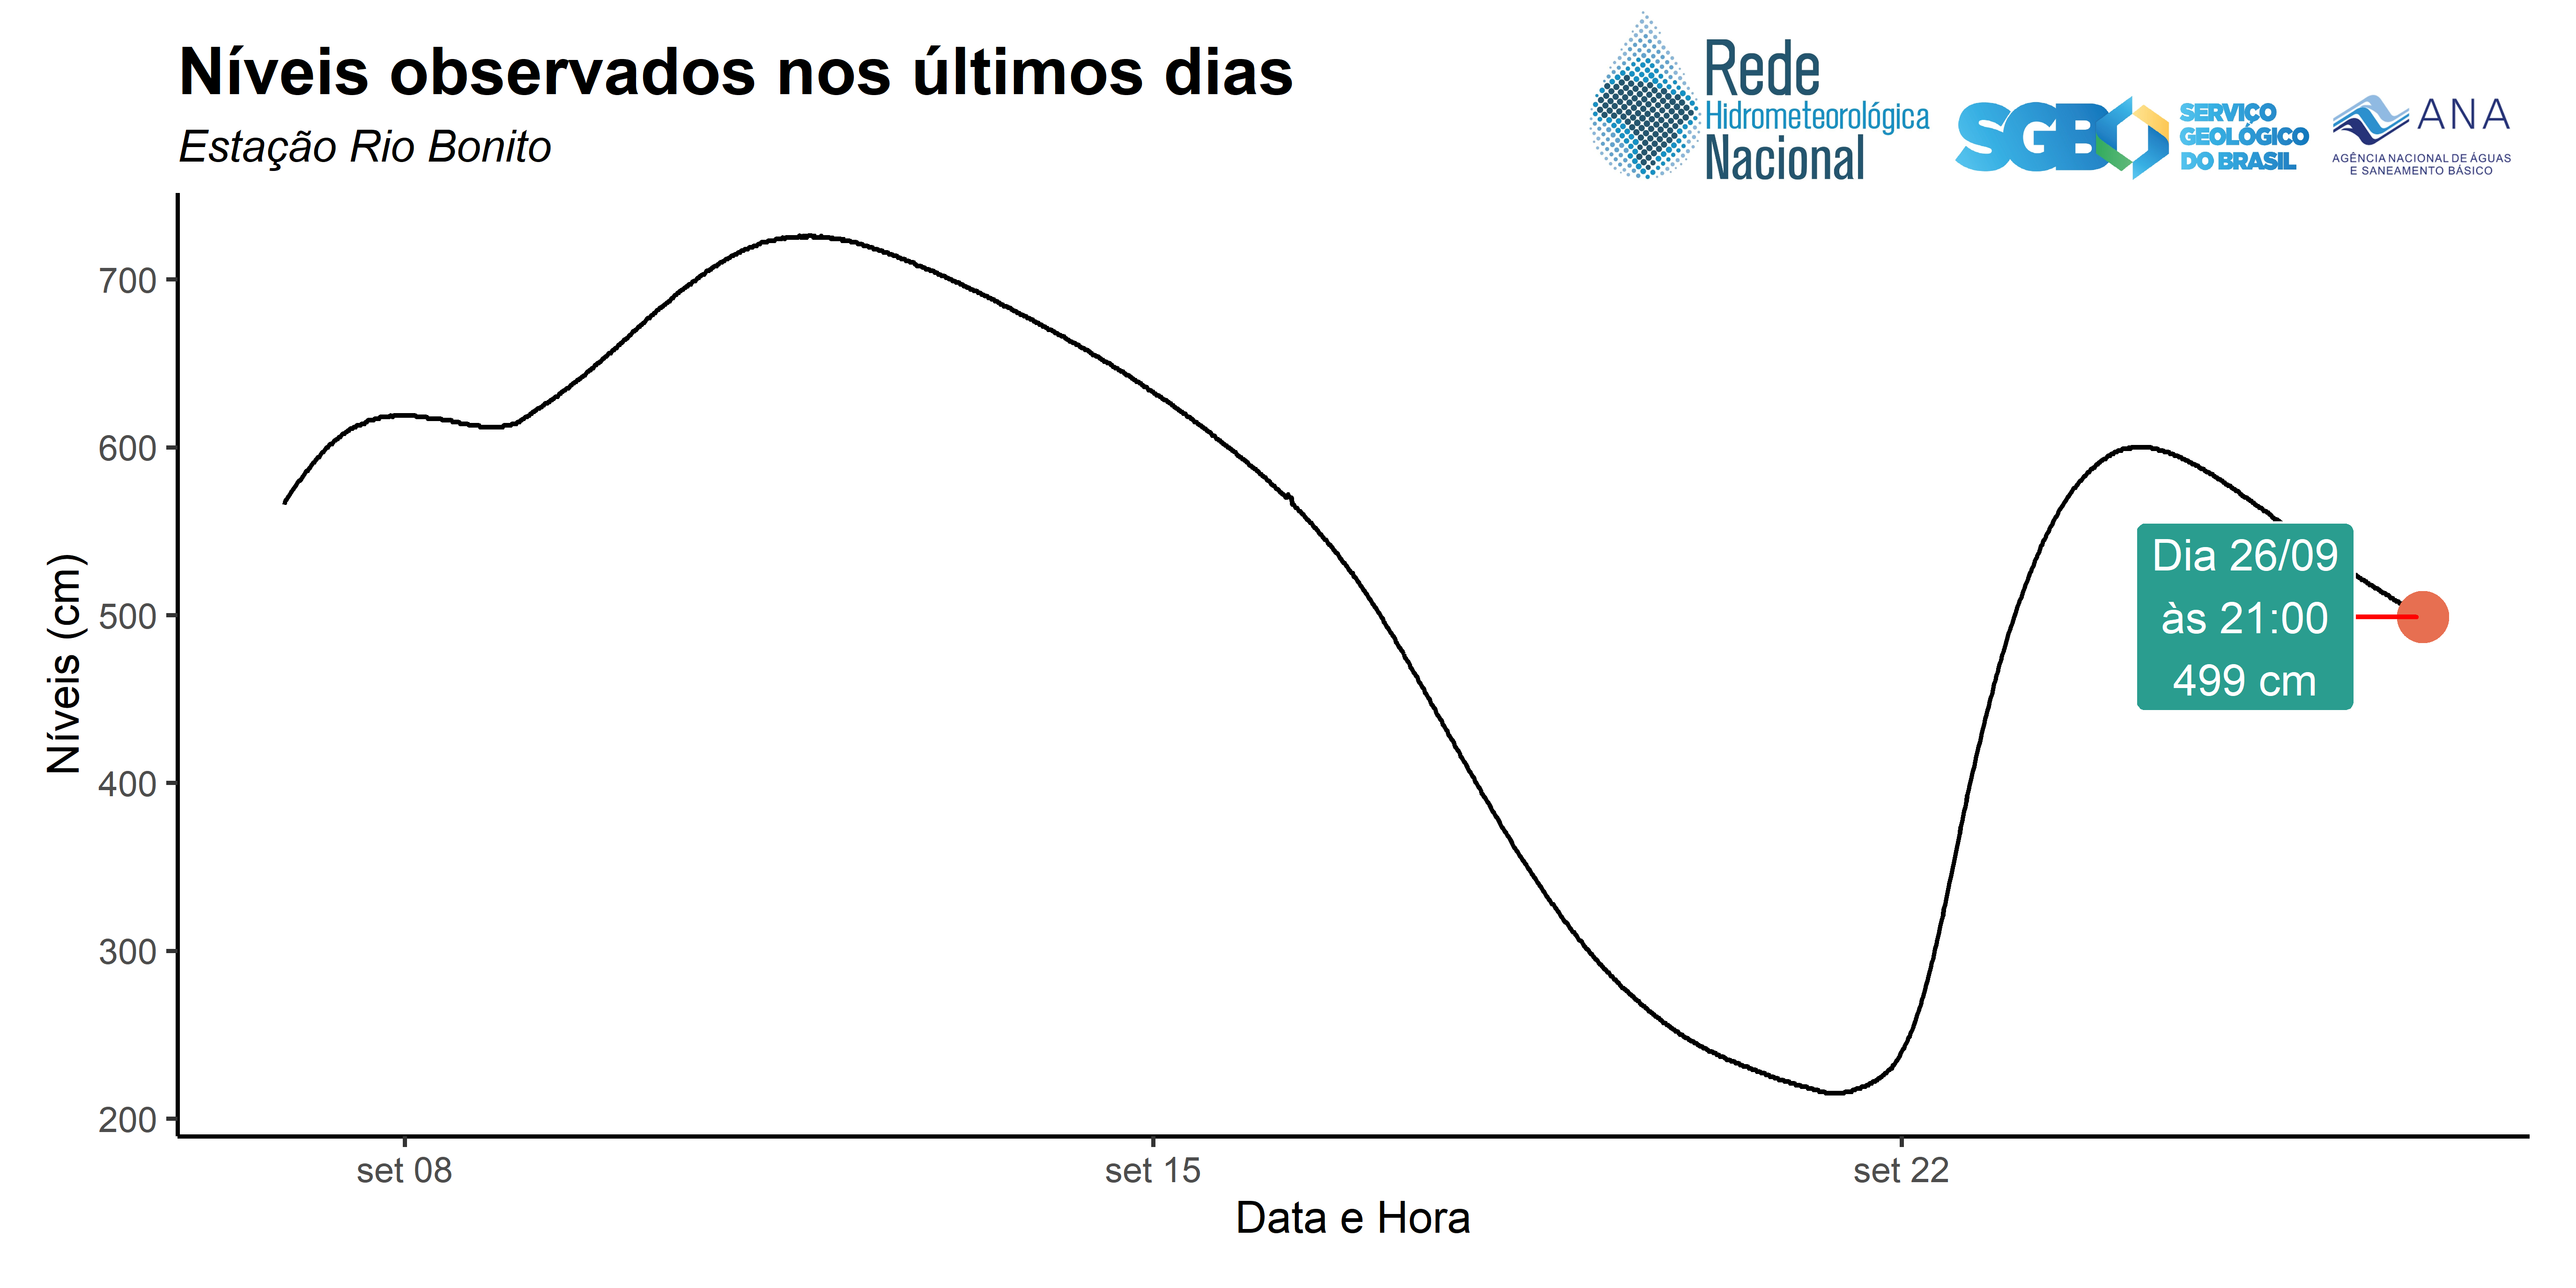 Níveis observados nos últimos dias
Estação Rio Bonito
Rede
Hidrometeorológica
Nacional
SGB
SERVIÇO
GEOLÓGICO
DO BRASIL
ANA
AGÊNCIA NACIONAL DE ÁGUAS
E SANEAMENTO BÁSICO
Níveis (cm)
700
600
500
400
300
200
Dia 26/09
às 21:00
499 cm
set 08
set 15
set 22
Data e Hora